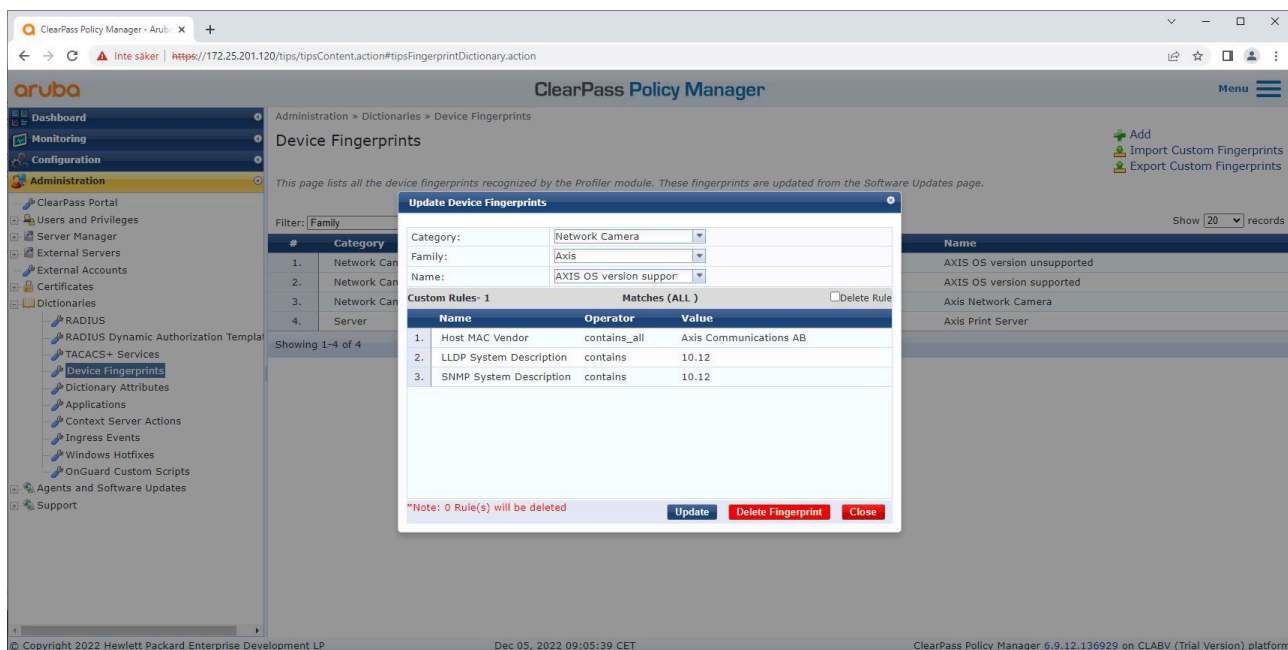 ClearPass Policy Manager - Arub
Inte säker | https://172.25.201.120/tips/tipsContent.action#tipsFingerprintDictionary.action
aruba
ClearPass Policy Manager
Menu
Dashboard
Monitoring
Configuration
Administration
ClearPass Portal
Users and Privileges
Server Manager
External Servers
External Accounts
Certificates
Dictionaries
RADIUS
RADIUS Dynamic Authorization Templat
TACACS+ Services
Device Fingerprints
Dictionary Attributes
Applications
Context Server Actions
Ingress Events
Windows Hotfixes
OnGuard Custom Scripts
Agents and Software Updates
Support
Administration » Dictionaries » Device Fingerprints
Device Fingerprints
Add
Import Custom Fingerprints
Export Custom Fingerprints
This page lists all the device fingerprints recognized by the Profiler module. These fingerprints are updated from the Software Updates page.
Filter: Family
Show 20 records
# Category Name
1. Network Can AXIS OS version unsupported
2. Network Can AXIS OS version supported
3. Network Can Axis Network Camera
4. Server Axis Print Server
Showing 1-4 of 4
Update Device Fingerprints
Category: Network Camera
Family: Axis
Name: AXIS OS version suppor
Custom Rules- 1 Matches (ALL ) Delete Rule
Name Operator Value
1. Host MAC Vendor contains_all Axis Communications AB
2. LLDP System Description contains 10.12
3. SNMP System Description contains 10.12
*Note: 0 Rule(s) will be deleted
Update Delete Fingerprint Close
© Copyright 2022 Hewlett Packard Enterprise Development LP Dec 05, 2022 09:05:39 CET ClearPass Policy Manager 6.9.12.136929 on CLABV (Trial Version) platform